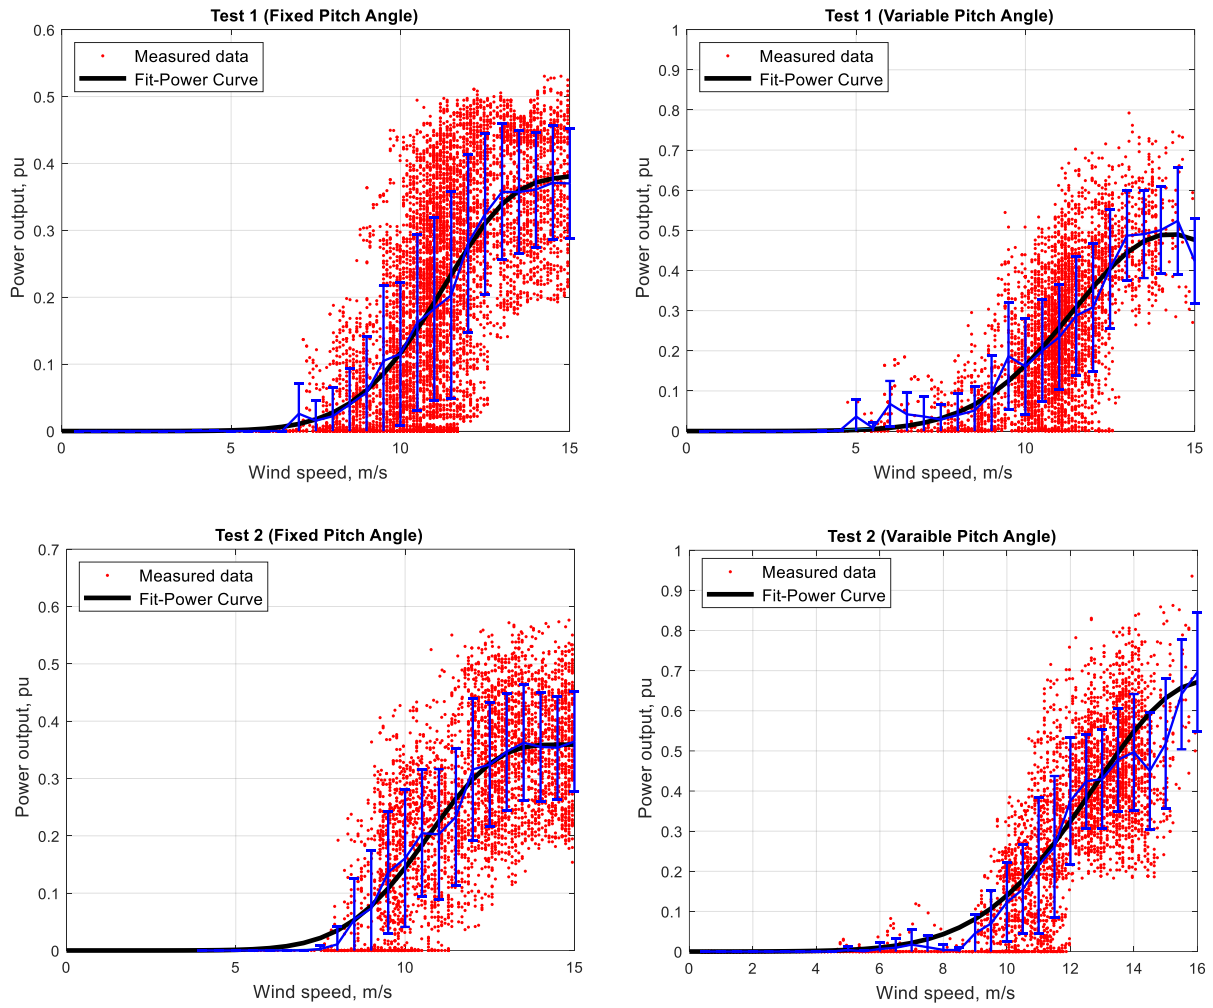 Test 1 (Fixed Pitch Angle)
0.6
0.5
0.4
0.3
0.2
0.1
0
Power output, pu
Measured data
Fit-Power Curve
0 5 10 15
Wind speed, m/s
Test 1 (Variable Pitch Angle)
1
0.9
0.8
0.7
0.6
0.5
0.4
0.3
0.2
0.1
0
Power output, pu
Measured data
Fit-Power Curve
0 5 10 15
Wind speed, m/s
Test 2 (Fixed Pitch Angle)
0.7
0.6
0.5
0.4
0.3
0.2
0.1
0
Power output, pu
Measured data
Fit-Power Curve
0 5 10 15
Wind speed, m/s
Test 2 (Varaible Pitch Angle)
1
0.9
0.8
0.7
0.6
0.5
0.4
0.3
0.2
0.1
0
Power output, pu
Measured data
Fit-Power Curve
0 2 4 6 8 10 12 14 16
Wind speed, m/s